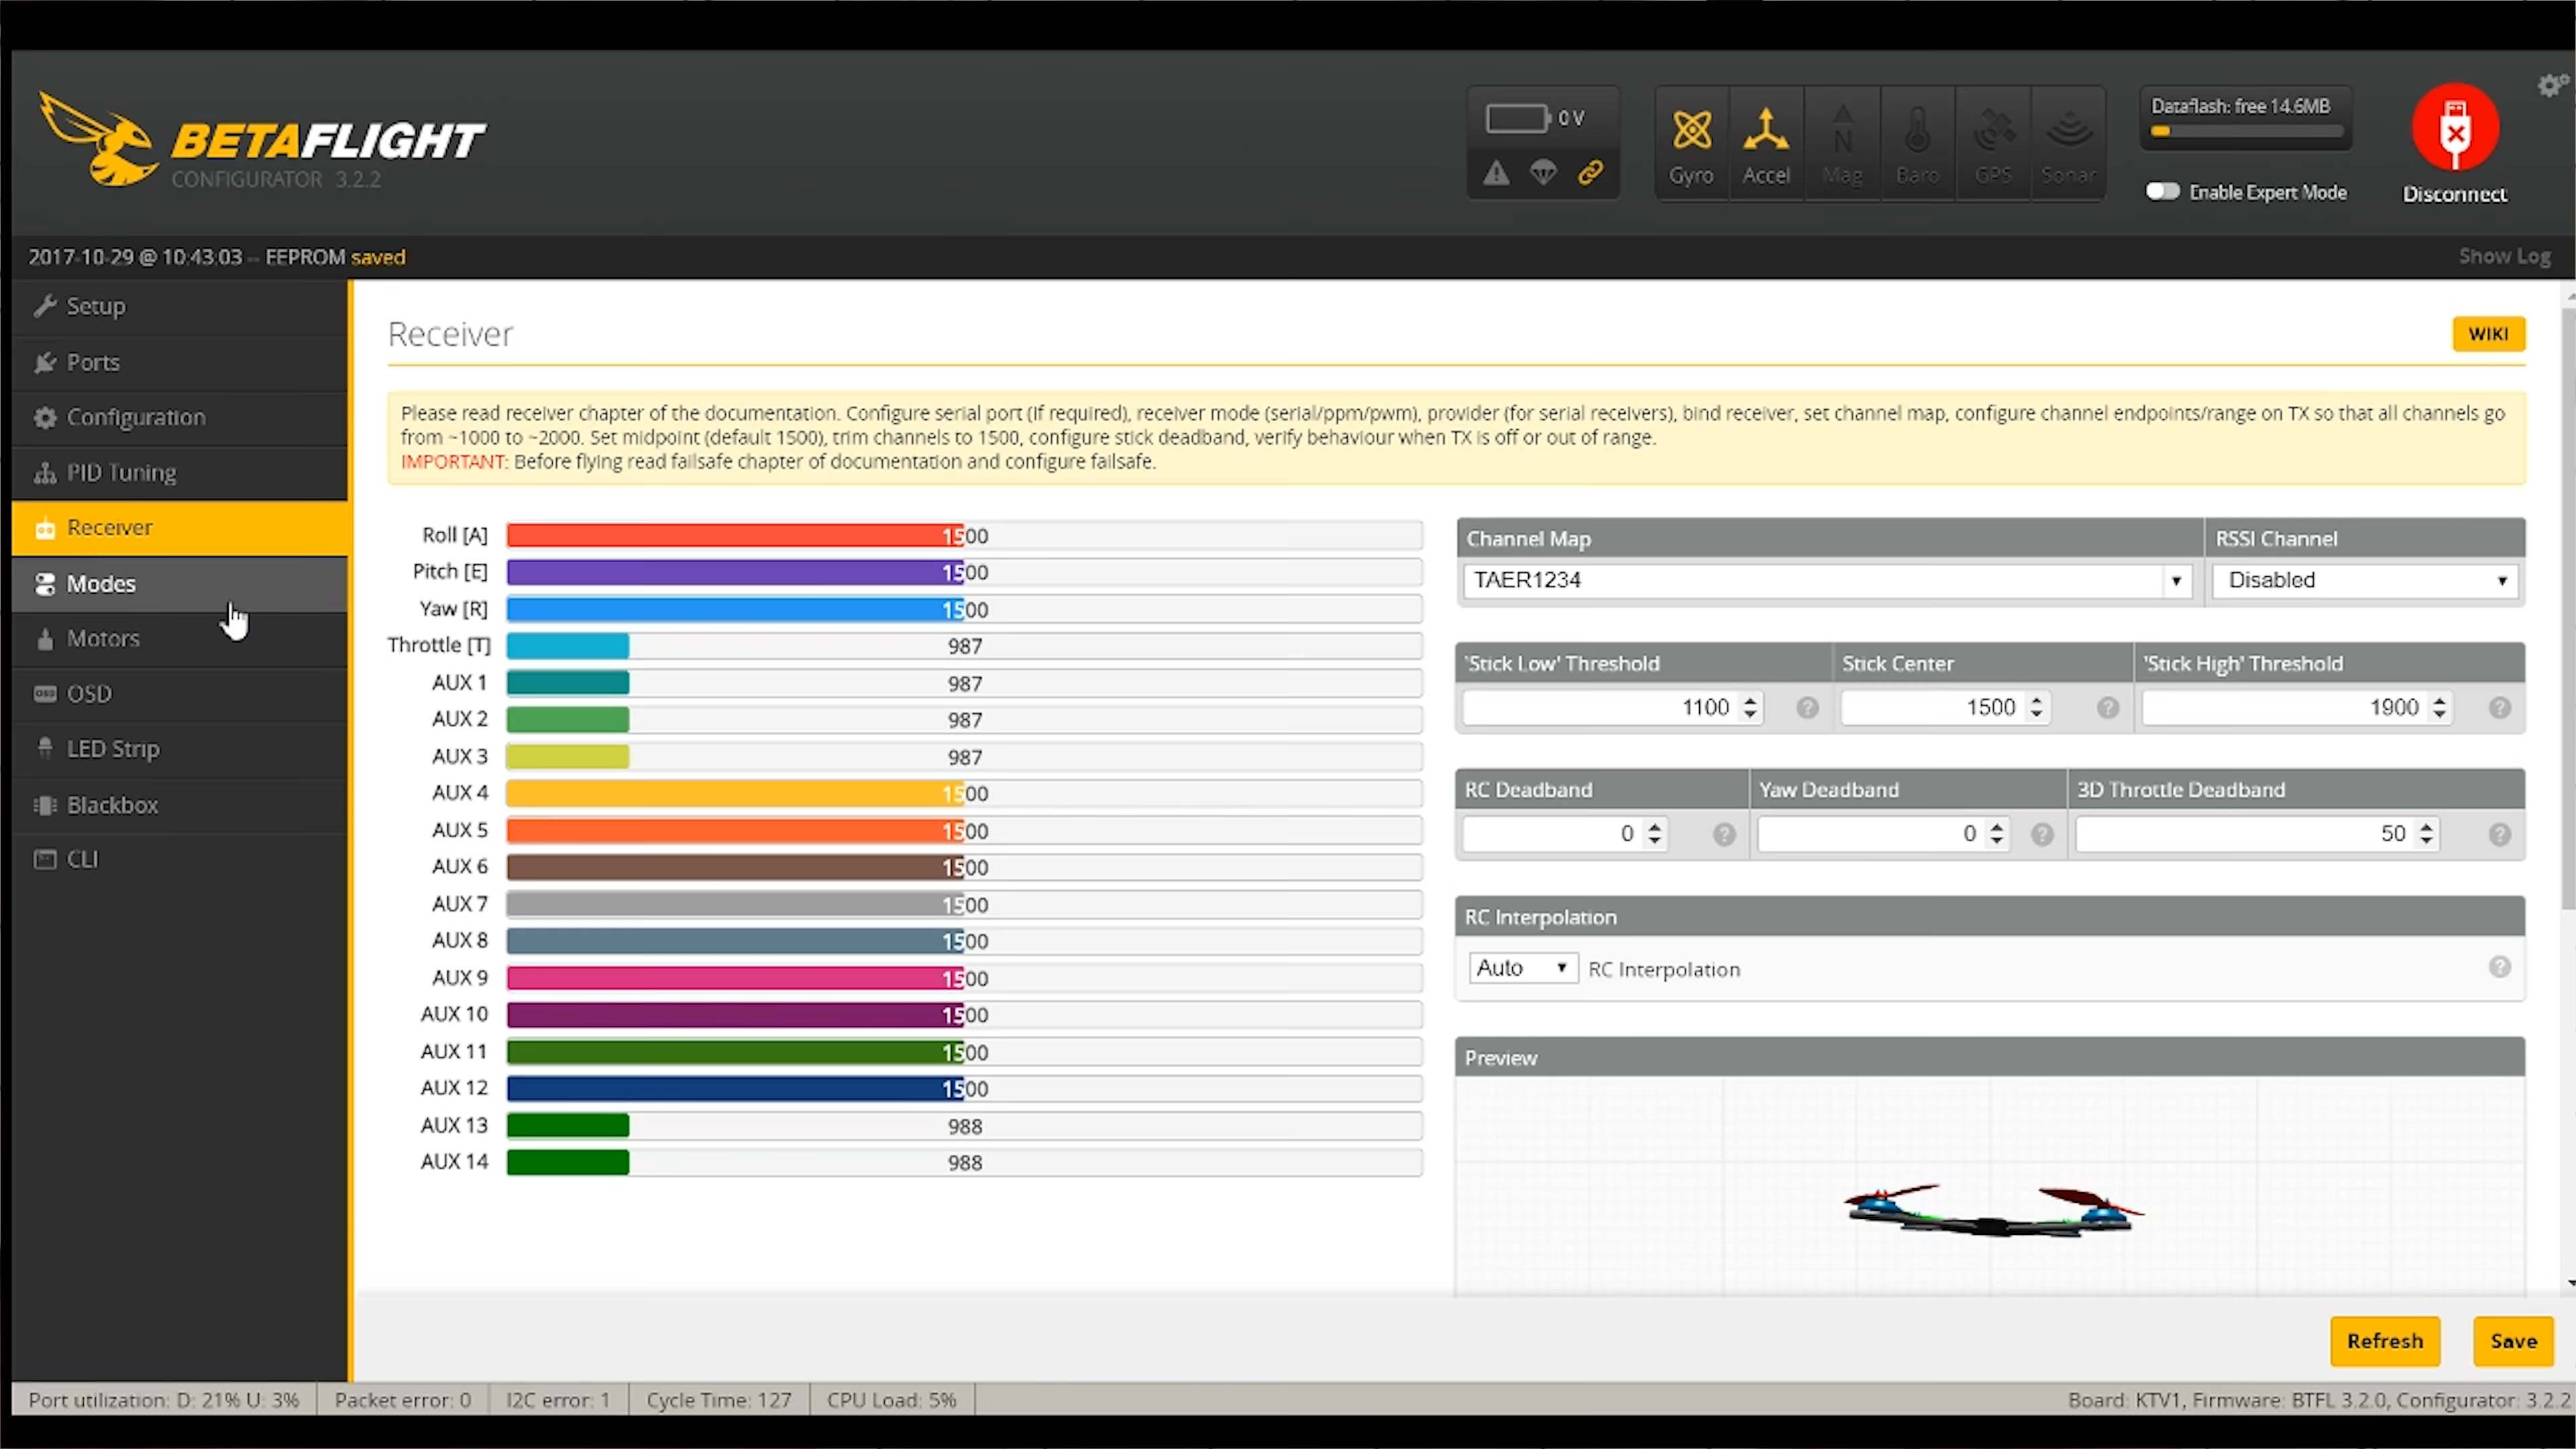 BETAFLIGHT
CONFIGURATOR 3.2.2
0 V
Gyro
Accel
Mag
Baro
GPS
Sonar
Dataflash: free 14.6MB
Enable Expert Mode
Disconnect
2017-10-29 @ 10:43:03 -- EEPROM saved
Show Log
Setup
Ports
Configuration
PID Tuning
Receiver
Modes
Motors
OSD
LED Strip
Blackbox
CLI
Receiver
WIKI
Please read receiver chapter of the documentation. Configure serial port (if required), receiver mode (serial/ppm/pwm), provider (for serial receivers), bind receiver, set channel map, configure channel endpoints/range on TX so that all channels go
from ~1000 to ~2000. Set midpoint (default 1500), trim channels to 1500, configure stick deadband, verify behaviour when TX is off or out of range.
IMPORTANT: Before flying read failsafe chapter of documentation and configure failsafe.
Roll [A] 1500
Pitch [E] 1500
Yaw [R] 1500
Throttle [T] 987
AUX 1 987
AUX 2 987
AUX 3 987
AUX 4 1500
AUX 5 1500
AUX 6 1500
AUX 7 1500
AUX 8 1500
AUX 9 1500
AUX 10 1500
AUX 11 1500
AUX 12 1500
AUX 13 988
AUX 14 988
Channel Map RSSI Channel
TAER1234 Disabled
'Stick Low' Threshold Stick Center 'Stick High' Threshold
1100 ? 1500 ? 1900 ?
RC Deadband Yaw Deadband 3D Throttle Deadband
0 ? 0 ? 50 ?
RC Interpolation
Auto RC Interpolation ?
Preview
Refresh
Save
Port utilization: D: 21% U: 3% Packet error: 0 I2C error: 1 Cycle Time: 127 CPU Load: 5% Board: KTV1, Firmware: BTFL 3.2.0, Configurator: 3.2.2